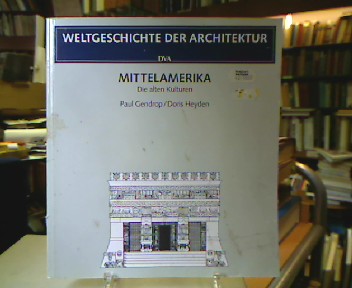 WELTGESCHICHTE DER ARCHITEKTUR
DVA
MITTELAMERIKA
Die alten Kulturen
Paul Gendrop/Doris Heyden